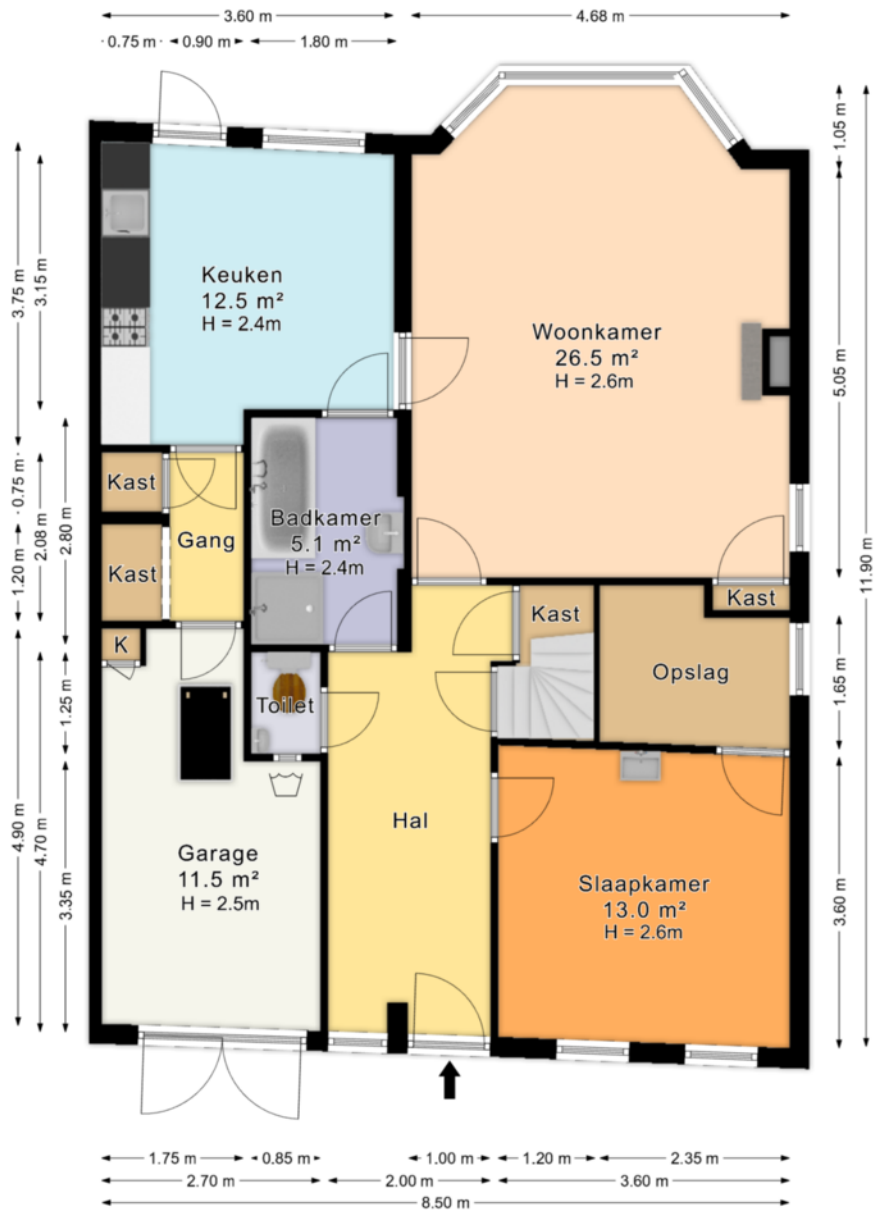 3.60 m
4.68 m
0.75 m
0.90 m
1.80 m
1.05 m
3.75 m
3.15 m
Keuken
12.5 m²
H = 2.4m
Woonkamer
26.5 m²
H = 2.6m
5.05 m
11.90 m
0.75 m
1.20 m
2.08 m
2.80 m
Kast
Gang
Kast
Badkamer
5.1 m²
H = 2.4m
Kast
Kast
K
Toilet
Opslag
1.65 m
1.25 m
4.90 m
4.70 m
3.35 m
Hal
Garage
11.5 m²
H = 2.5m
Slaapkamer
13.0 m²
H = 2.6m
3.60 m
1.75 m
0.85 m
1.00 m
1.20 m
2.35 m
2.70 m
2.00 m
3.60 m
8.50 m